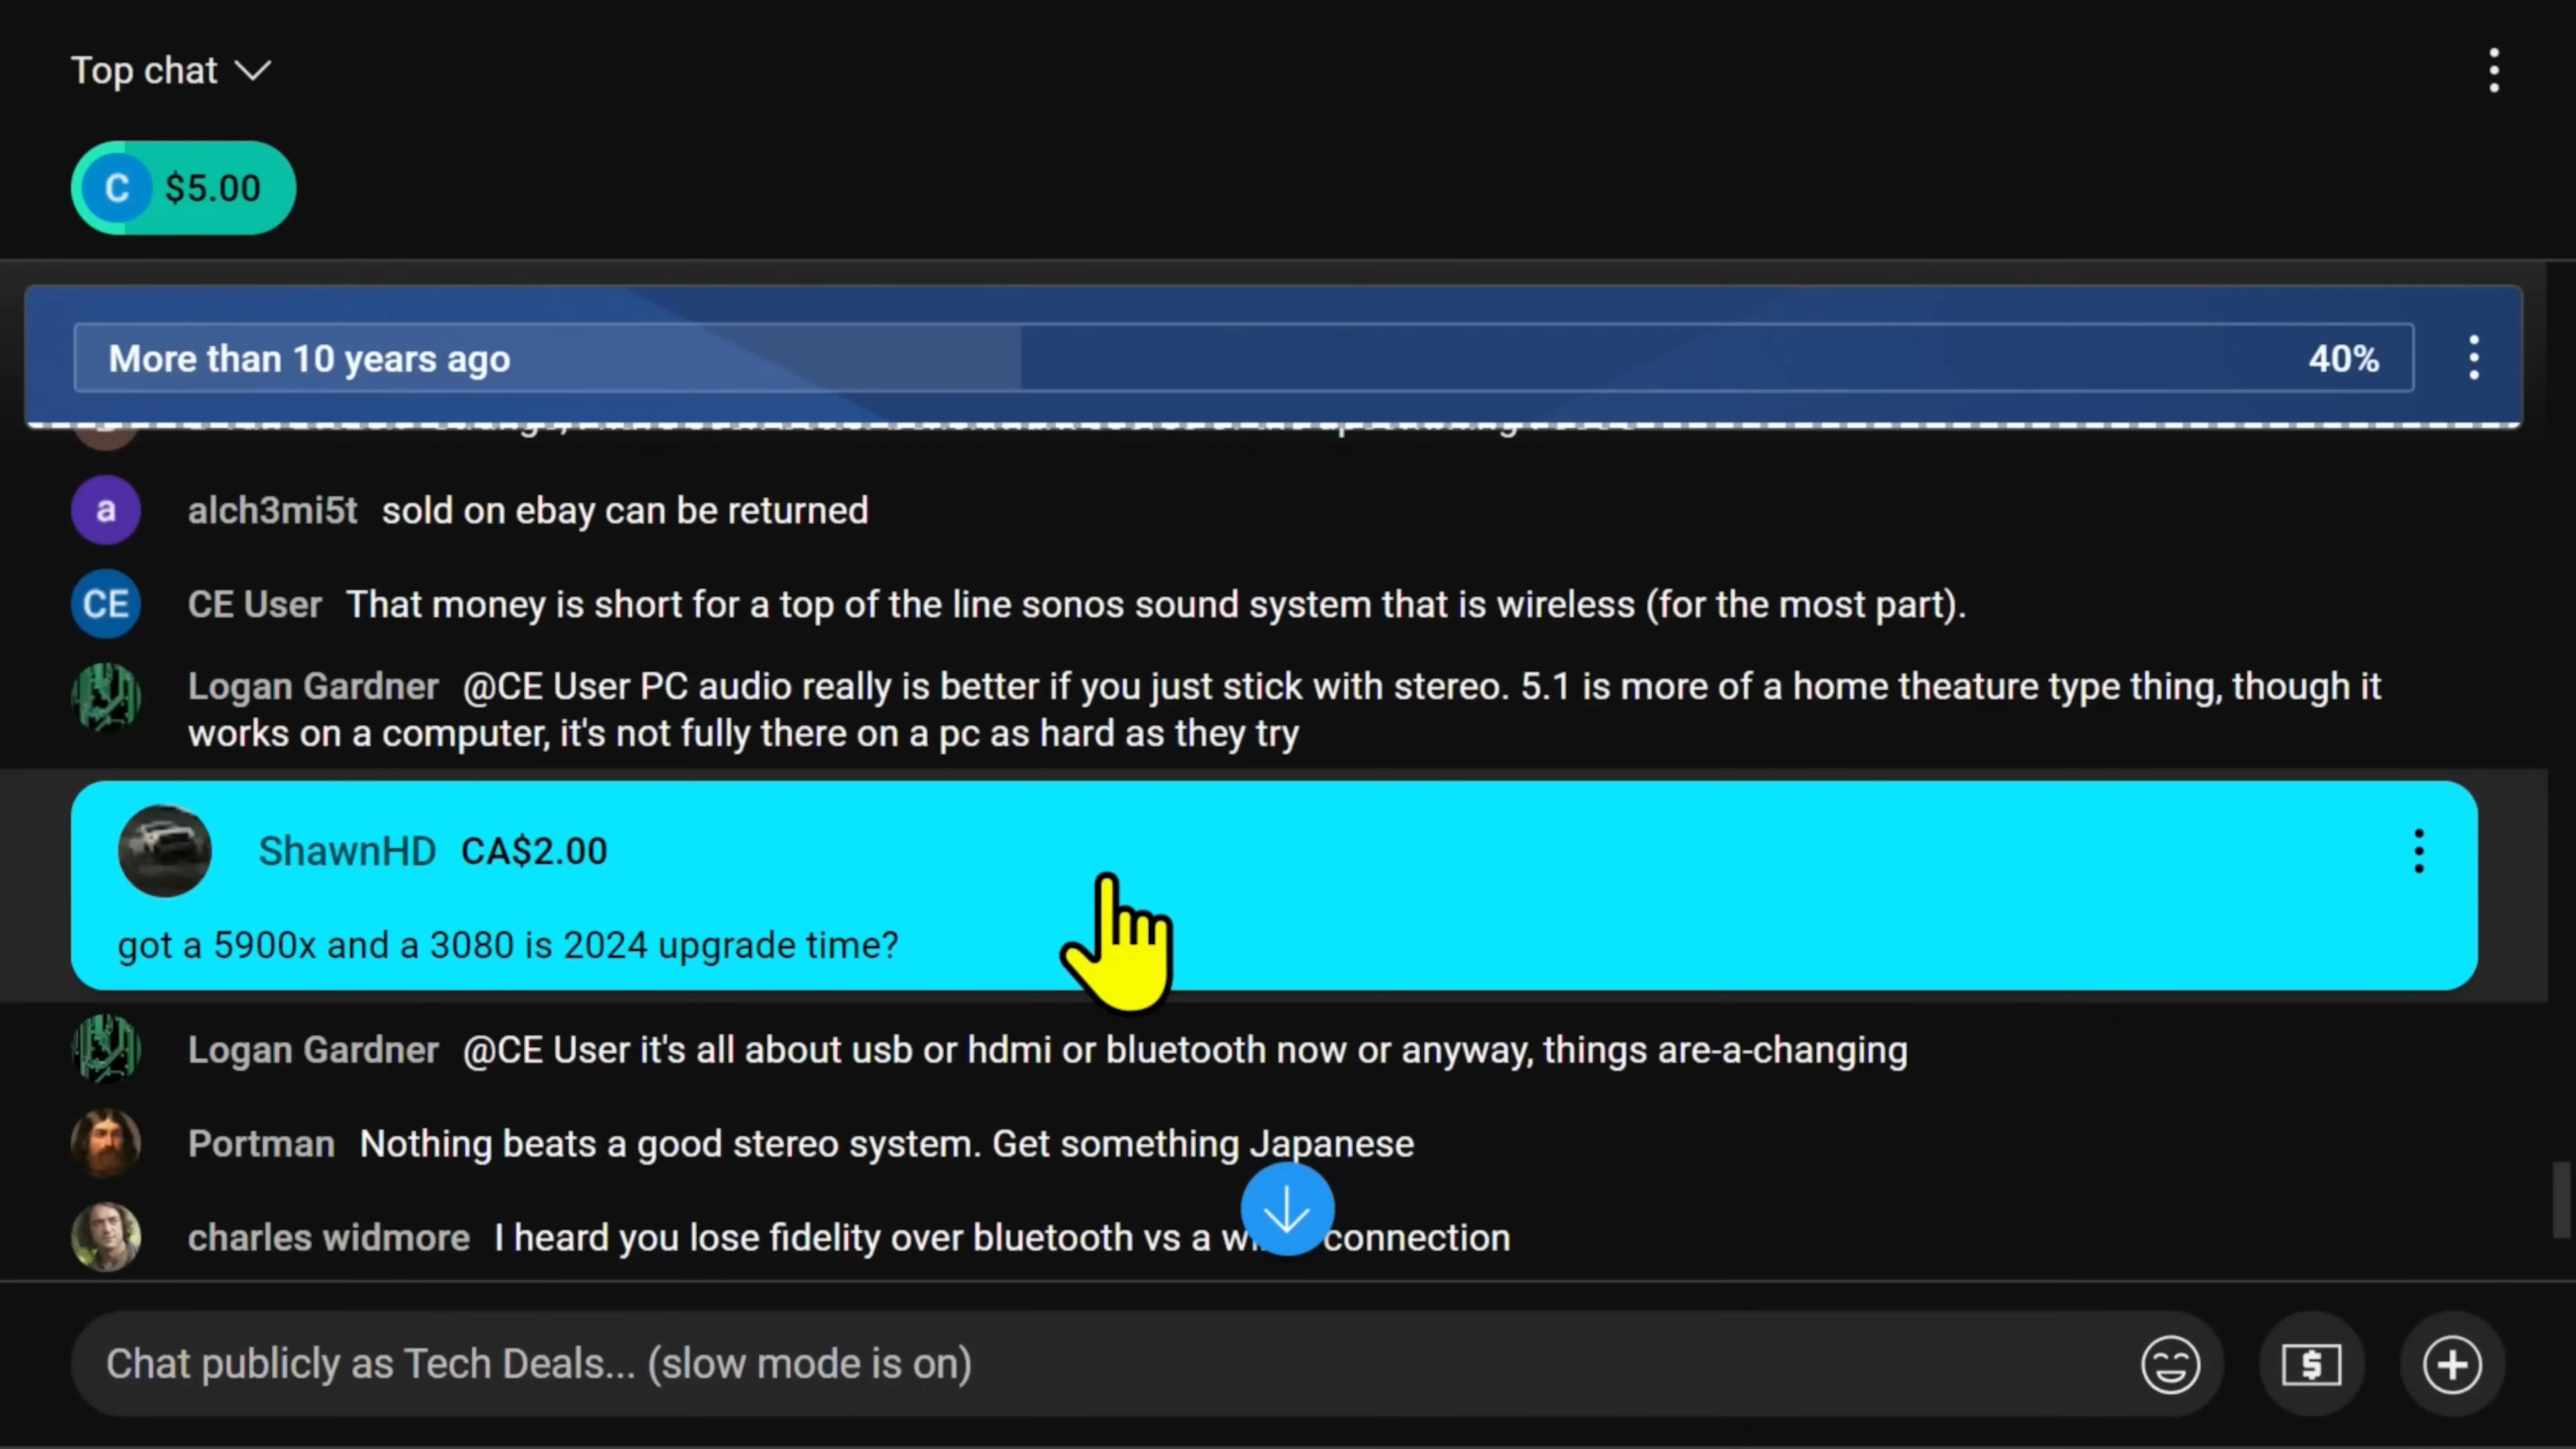 Top chat
C $5.00
More than 10 years ago 40%
a alch3mi5t sold on ebay can be returned
CE CE User That money is short for a top of the line sonos sound system that is wireless (for the most part).
Logan Gardner @CE User PC audio really is better if you just stick with stereo. 5.1 is more of a home theature type thing, though it
works on a computer, it's not fully there on a pc as hard as they try
ShawnHD CA$2.00
got a 5900x and a 3080 is 2024 upgrade time?
Logan Gardner @CE User it's all about usb or hdmi or bluetooth now or anyway, things are-a-changing
Portman Nothing beats a good stereo system. Get something Japanese
charles widmore I heard you lose fidelity over bluetooth vs a connection
Chat publicly as Tech Deals... (slow mode is on)